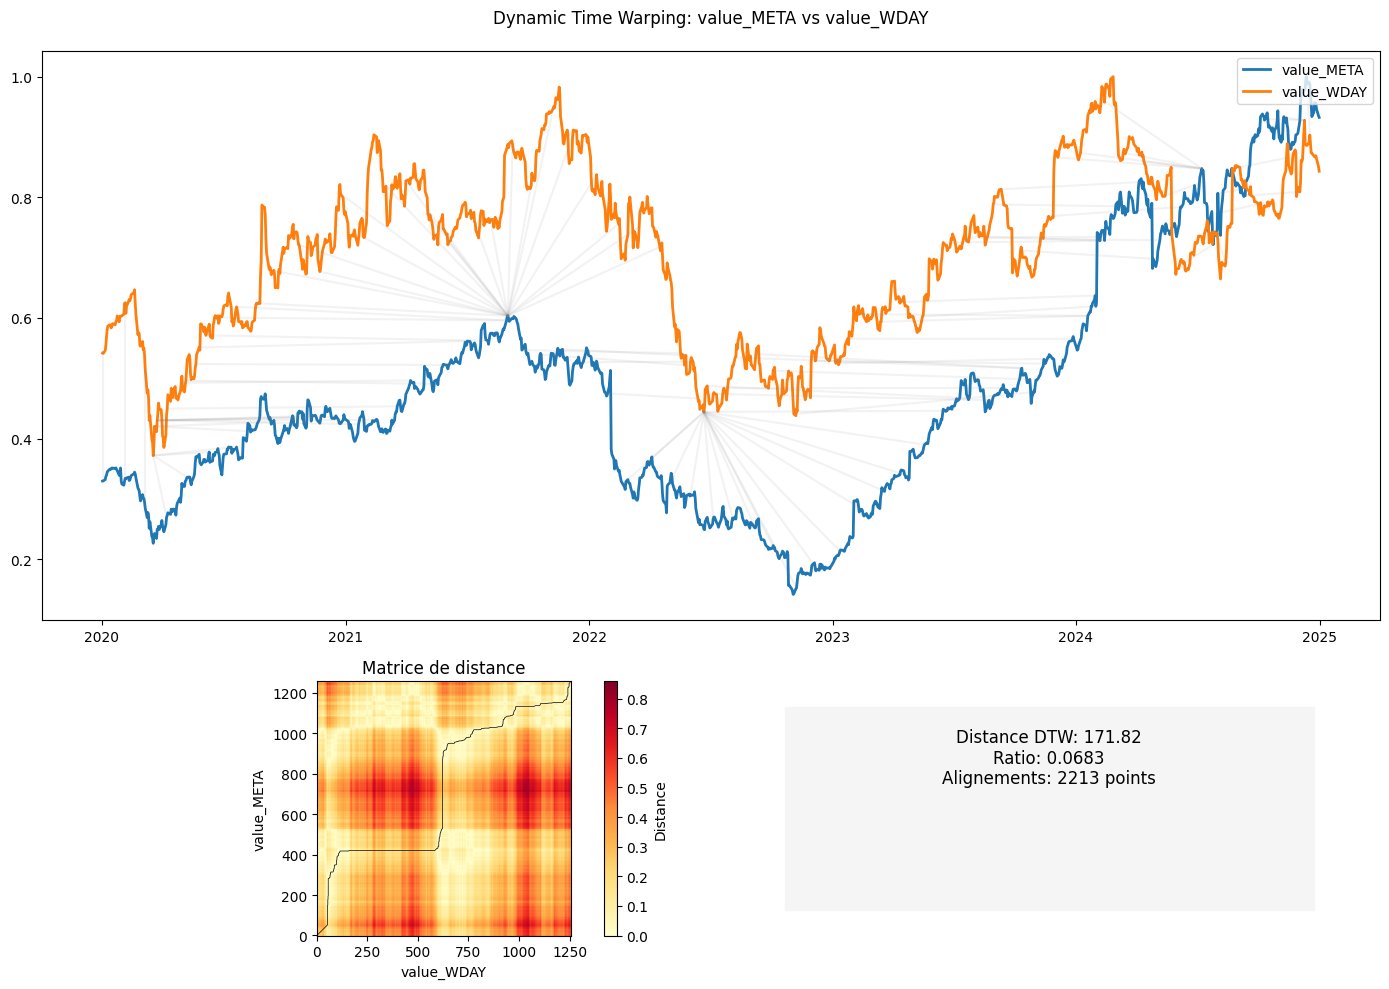 Dynamic Time Warping: value_META vs value_WDAY
1.0
0.8
0.6
0.4
0.2
value_META
value_WDAY
2020 2021 2022 2023 2024 2025
Matrice de distance
value_META
1200
1000
800
600
400
200
0
0 250 500 750 1000 1250
value_WDAY
0.8
0.7
0.6
0.5
0.4
0.3
0.2
0.1
0.0
Distance
Distance DTW: 171.82
Ratio: 0.0683
Alignements: 2213 points